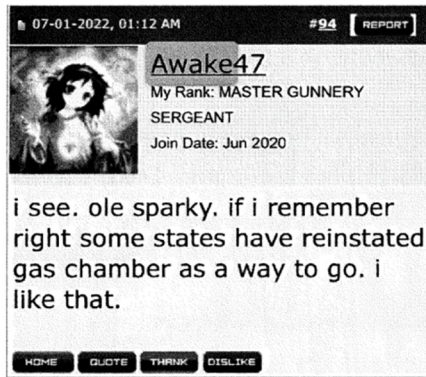 07-01-2022, 01:12 AM #94 [REPORT]
Awake47
My Rank: MASTER GUNNERY
SERGEANT
Join Date: Jun 2020
i see. ole sparky. if i remember
right some states have reinstated
gas chamber as a way to go. i
like that.
HOME QUOTE THANK DISLIKE